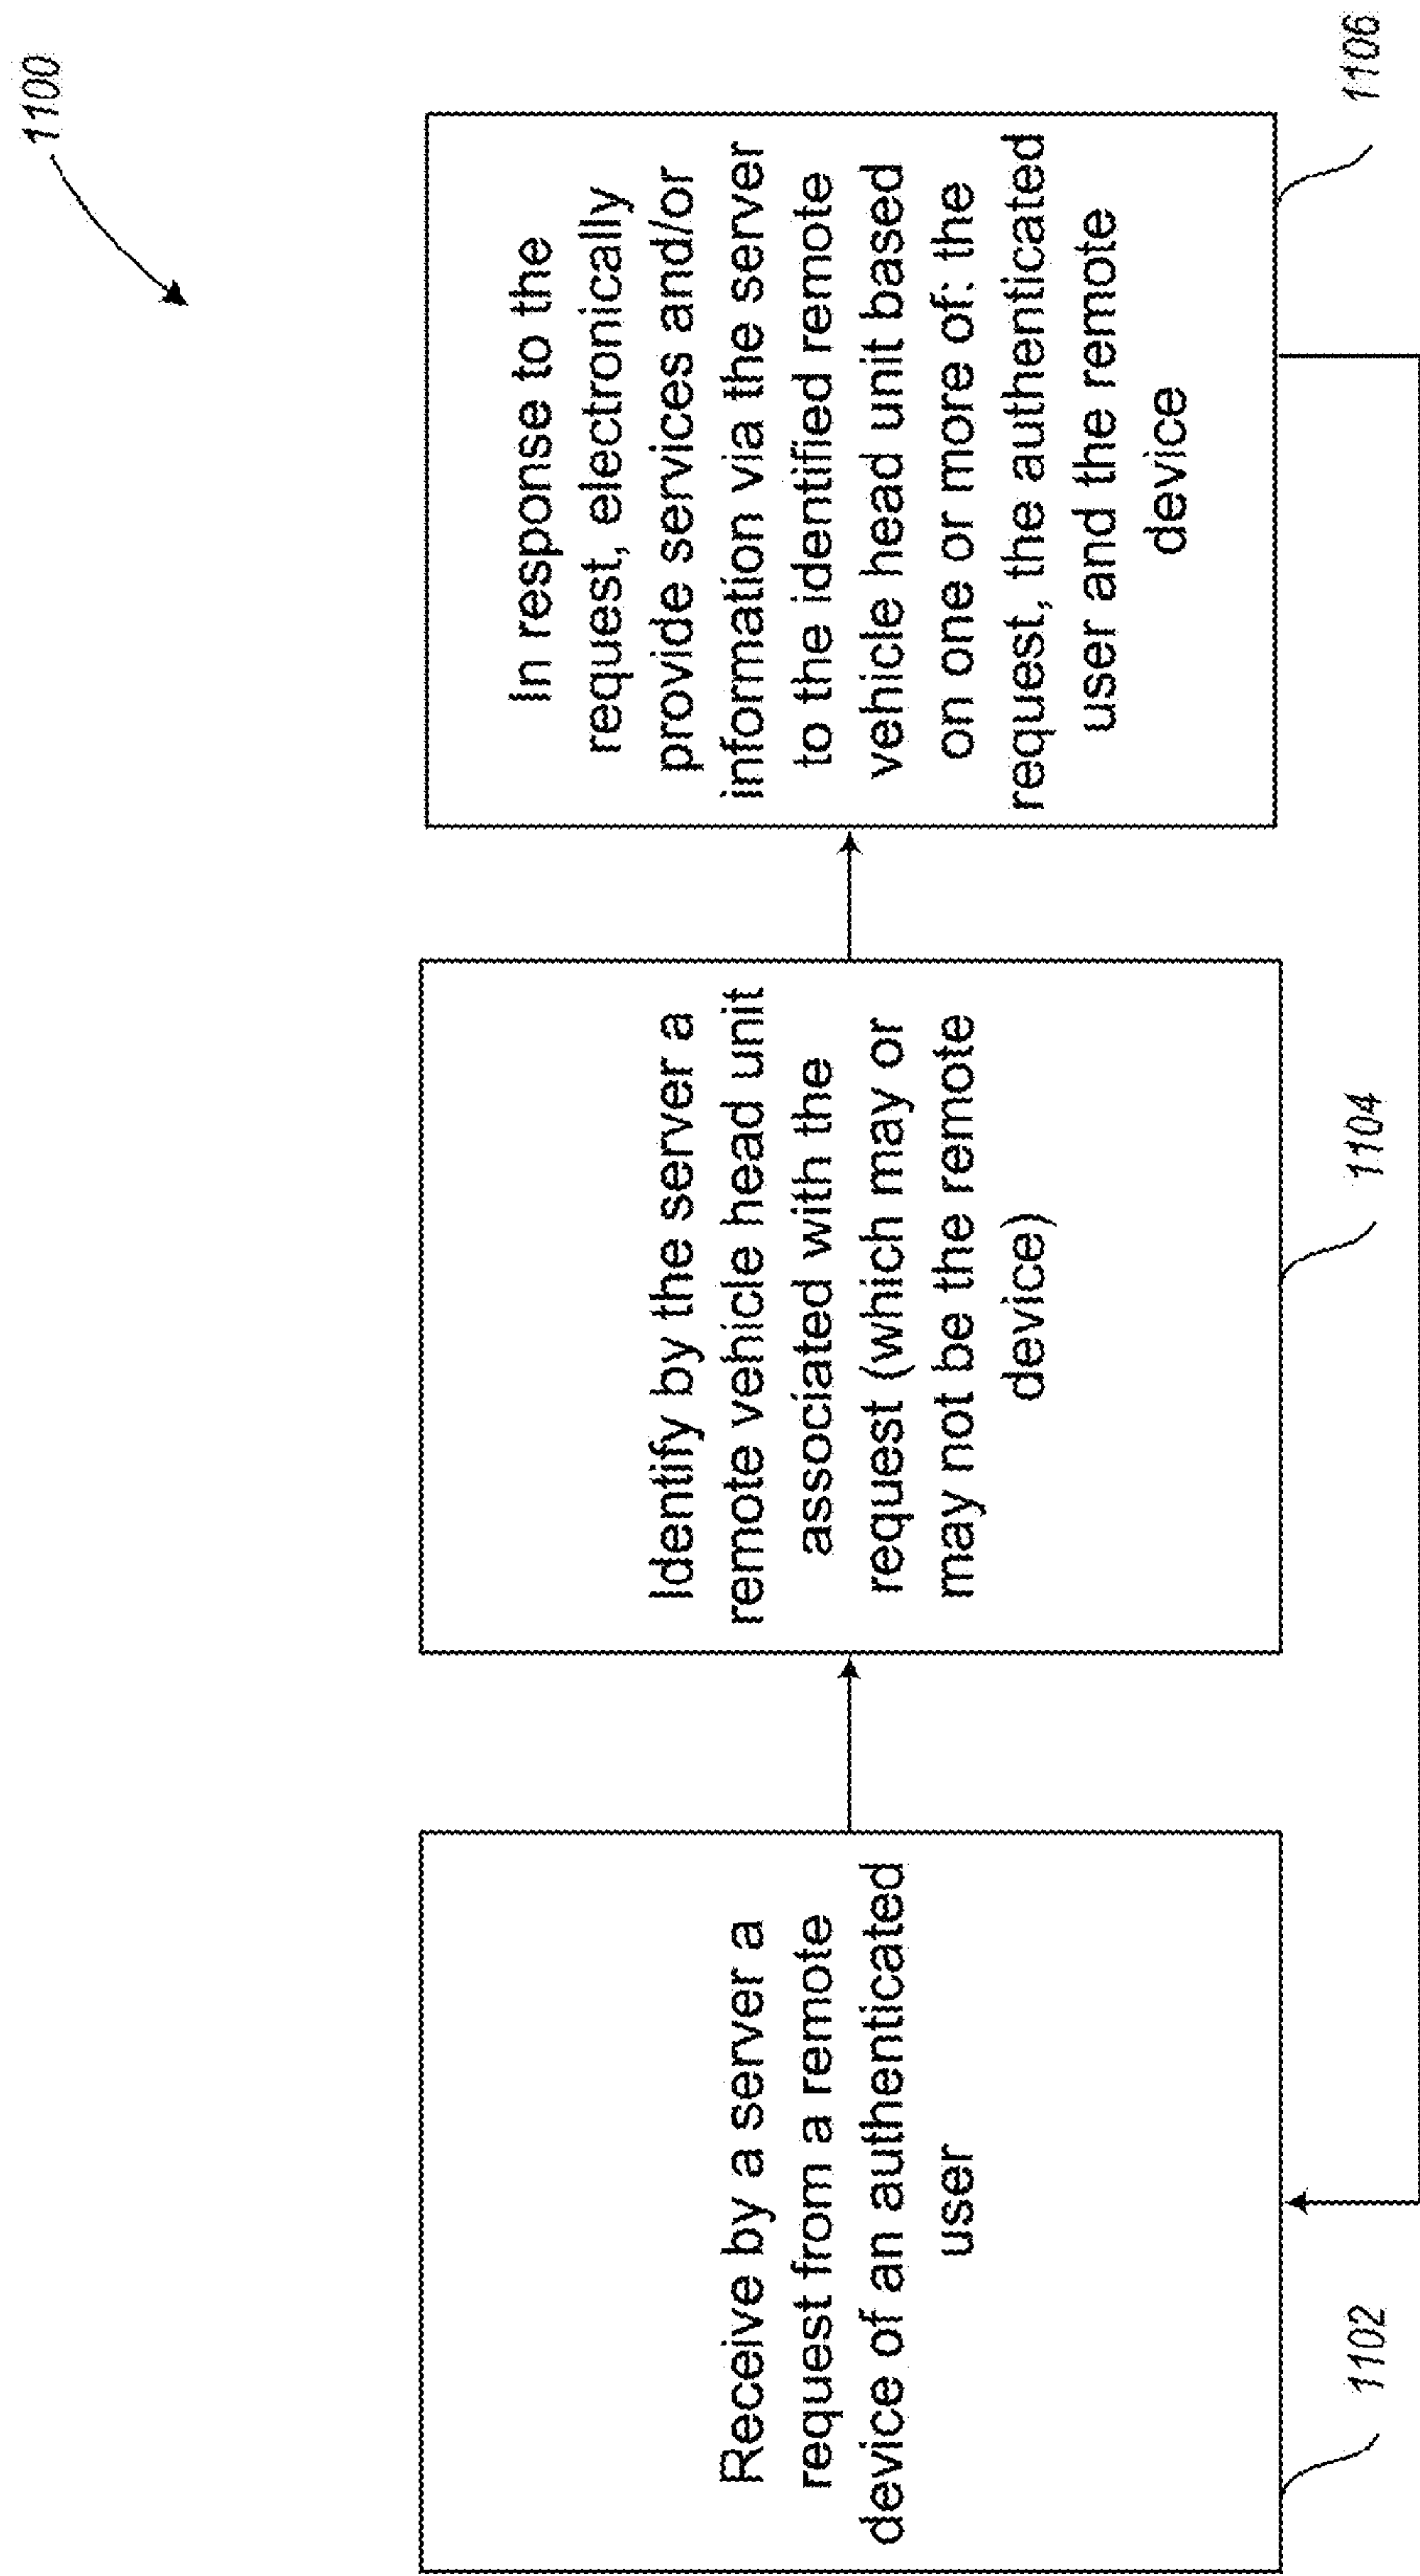 1100
Receive by a server a
request from a remote
device of an authenticated
user
1102
Identify by the server a
remote vehicle head unit
associated with the
request (which may or
may not be the remote
device)
1104
In response to the
request, electronically
provide services and/or
information via the server
to the identified remote
vehicle head unit based
on one or more of: the
request, the authenticated
user and the remote
device
1106